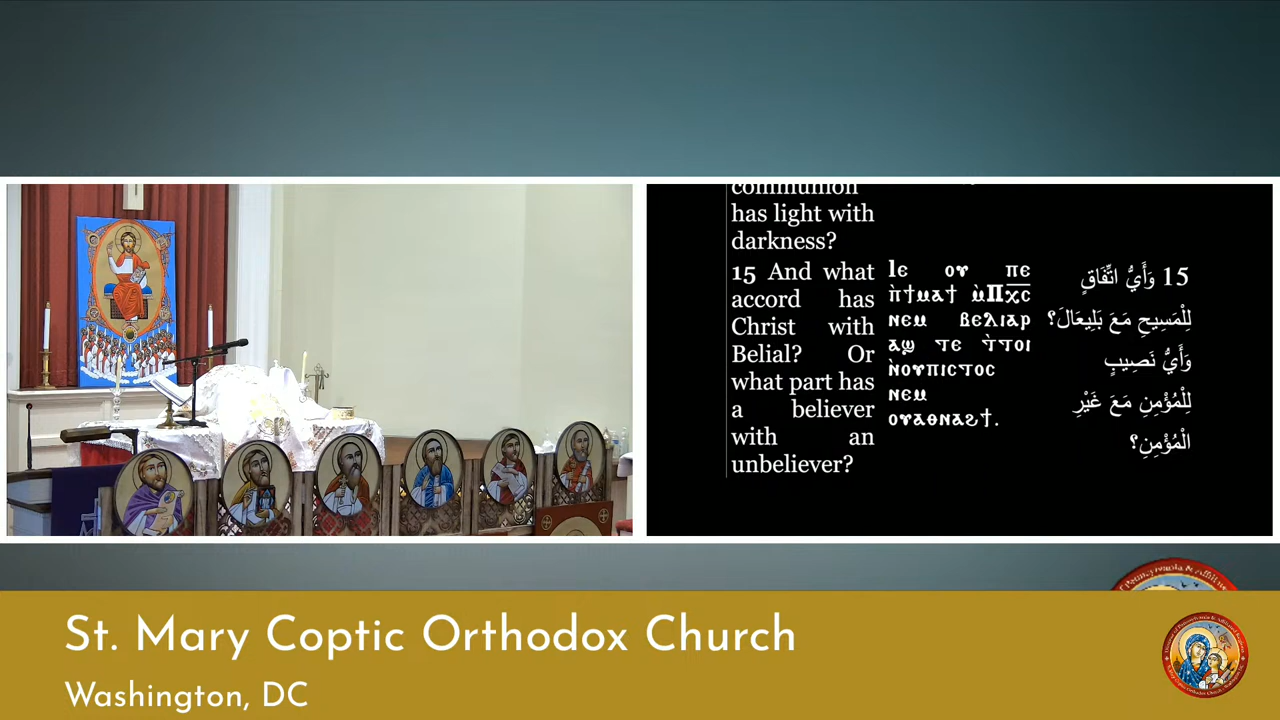 communion
has light with
darkness?
15 And what
accord has
Christ with
Belial? Or
what part has
a believer
with an
unbeliever?
ⲓⲉ ⲟⲩ ⲡⲉ
ⲡ̀ϯⲙⲁϯ ⲙ̀Ⲡⲭ̅ⲥ̅
ⲛⲉⲙ ⲃⲉⲗⲓⲁⲣ
ⲁϣ ⲧⲉ ⲧ̀ⲧⲟⲓ
ⲛ̀ⲟⲩⲡⲓⲥⲧⲟⲥ
ⲛⲉⲙ
ⲟⲩⲁⲑⲛⲁϩϯ.
15 وَأَيُّ اتِّفَاقٍ
لِلْمَسِيحِ مَعَ بَلِيعَالَ؟
وَأَيُّ نَصِيبٍ
لِلْمُؤْمِنِ مَعَ غَيْرِ
الْمُؤْمِنِ؟
St. Mary Coptic Orthodox Church
Washington, DC